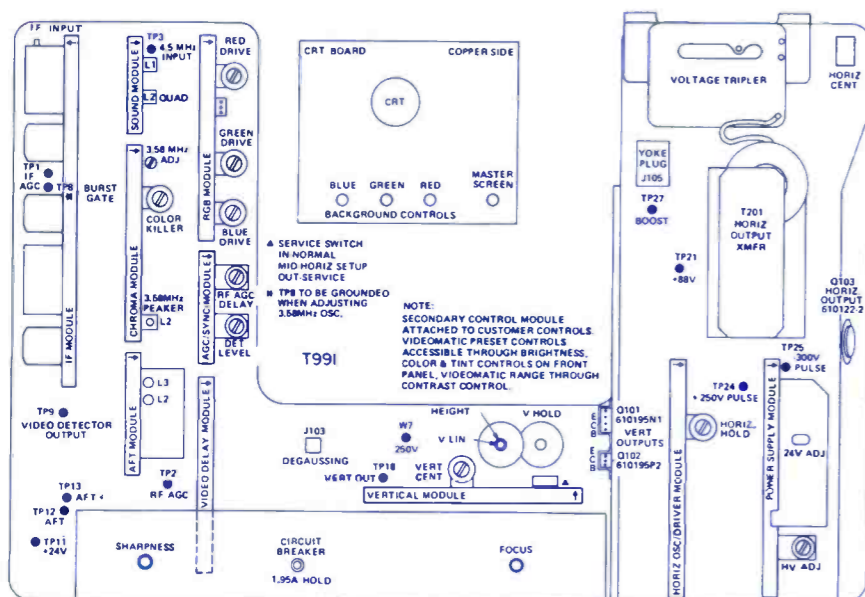 IF INPUT
TP3
4.5 MHz
INPUT
L1
L2 QUAD
SOUND MODULE
RED
DRIVE
GREEN
DRIVE
BLUE
DRIVE
RGB MODULE
3.58 MHz
ADJ
TP1
IF
AGC
TP8
BURST
GATE
COLOR
KILLER
CHROMA MODULE
3.58MHz
PEAKER
L2
IF MODULE
AGC/SYNC MODULE
RF AGC
DELAY
DET
LEVEL
CRT BOARD
COPPER SIDE
CRT
BLUE GREEN RED
MASTER
SCREEN
BACKGROUND CONTROLS
▲ SERVICE SWITCH
IN-NORMAL
MID-HORIZ SETUP
OUT-SERVICE
TP8 TO BE GROUNDED
WHEN ADJUSTING
3.58MHz OSC.
NOTE:
SECONDARY CONTROL MODULE
ATTACHED TO CUSTOMER CONTROLS.
VIDEOMATIC PRESET CONTROLS
ACCESSIBLE THROUGH BRIGHTNESS,
COLOR & TINT CONTROLS ON FRONT
PANEL, VIDEOMATIC RANGE THROUGH
CONTRAST CONTROL.
T991
VOLTAGE TRIPLER
HORIZ
CENT
YOKE
PLUG
J105
TP27
BOOST
T201
HORIZ
OUTPUT
XMFR
TP21
+88V
Q103
HORIZ
OUTPUT
610122-2
TP25
-300V
PULSE
TP24
+250V PULSE
HORIZ
HOLD
POWER SUPPLY MODULE
24V ADJ
HV ADJ
HORIZ OSC/DRIVER MODULE
L3
L2
AFT MODULE
TP9
VIDEO DETECTOR
OUTPUT
TP2
RF AGC
VIDEO DELAY MODULE
TP13
AFT +
TP12
AFT
TP11
+24V
J103
DEGAUSSING
W7
250V
HEIGHT
V HOLD
V LIN
TP18
VERT OUT
VERT
CENT
▲
VERTICAL MODULE
E
C
B
Q101
610195N1
VERT
OUTPUTS
E
C
B
Q102
610195P2
SHARPNESS
CIRCUIT
BREAKER
1.95A HOLD
FOCUS